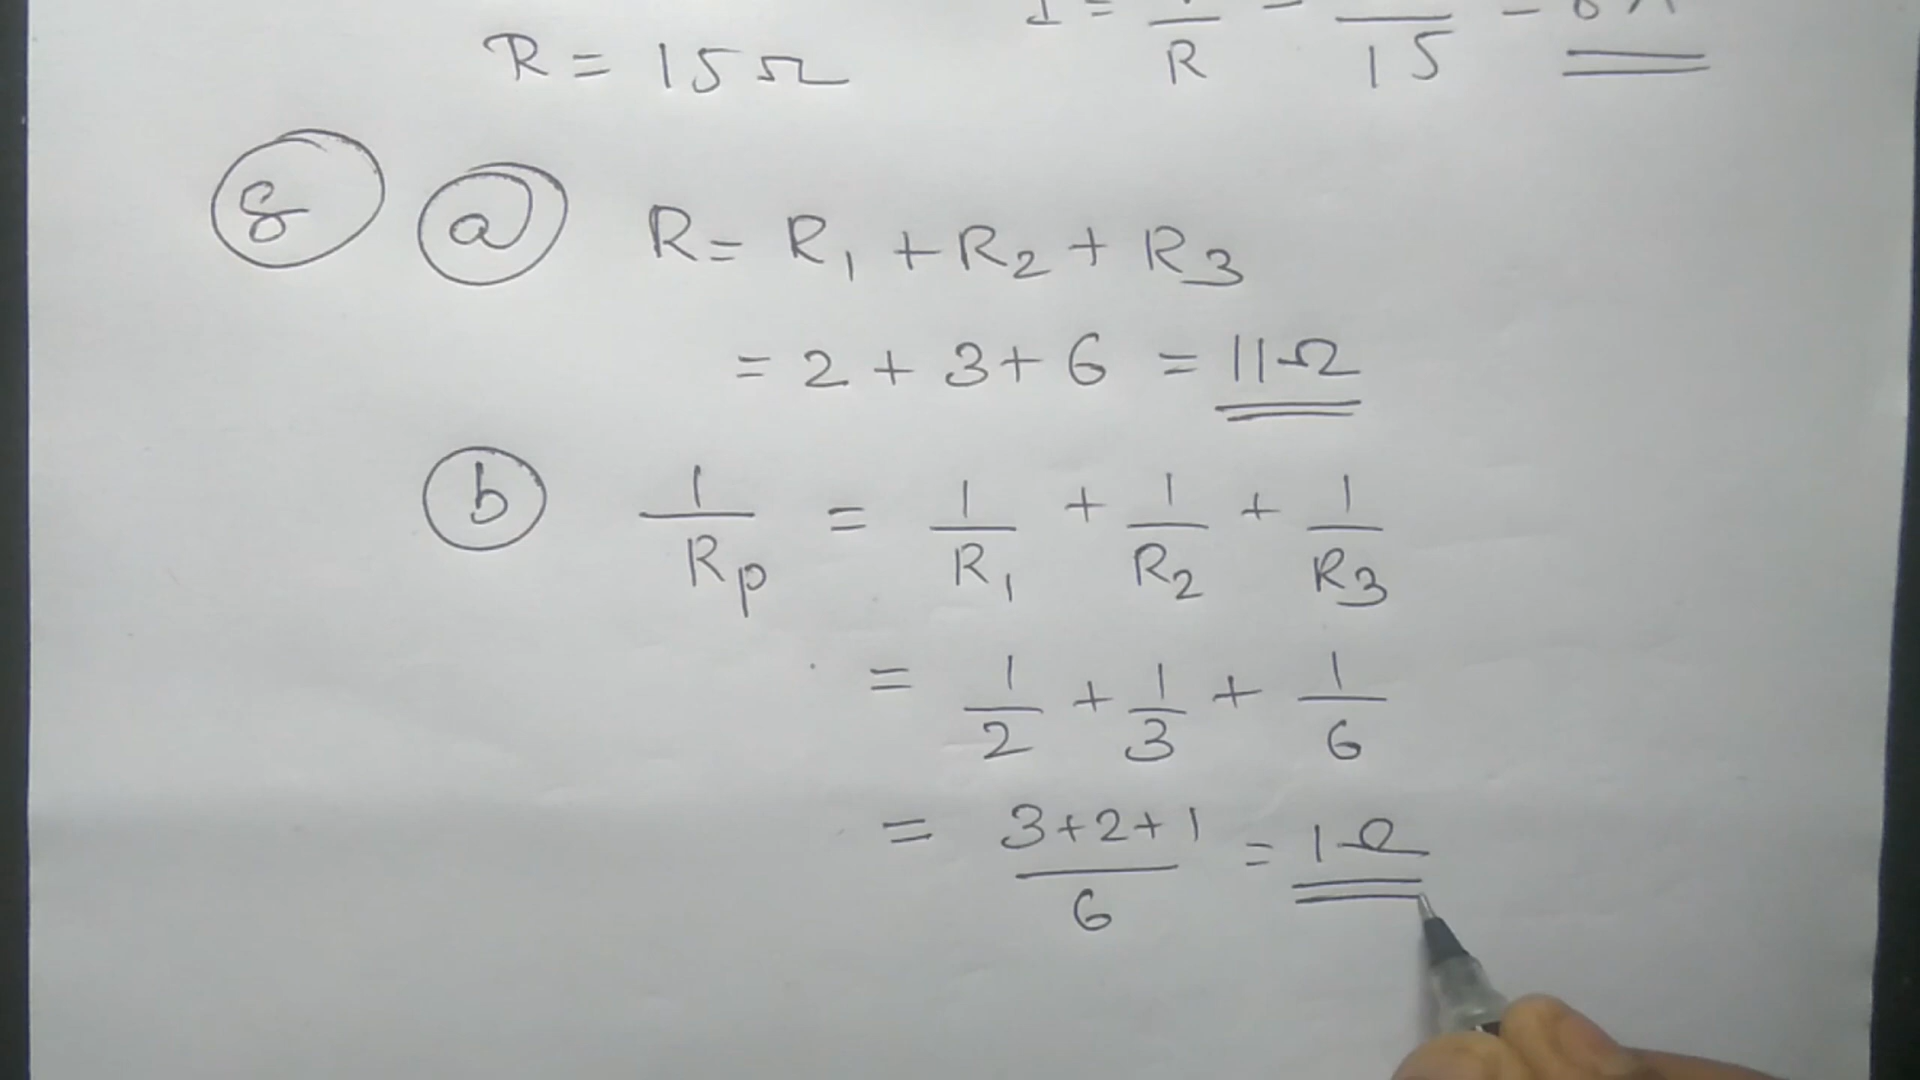 R = 15Ω
R
15
8 a R = R₁ + R₂ + R₃
= 2 + 3 + 6 = 11Ω
b 1/Rp = 1/R₁ + 1/R₂ + 1/R₃
= 1/2 + 1/3 + 1/6
= 3+2+1/6 = 1Ω